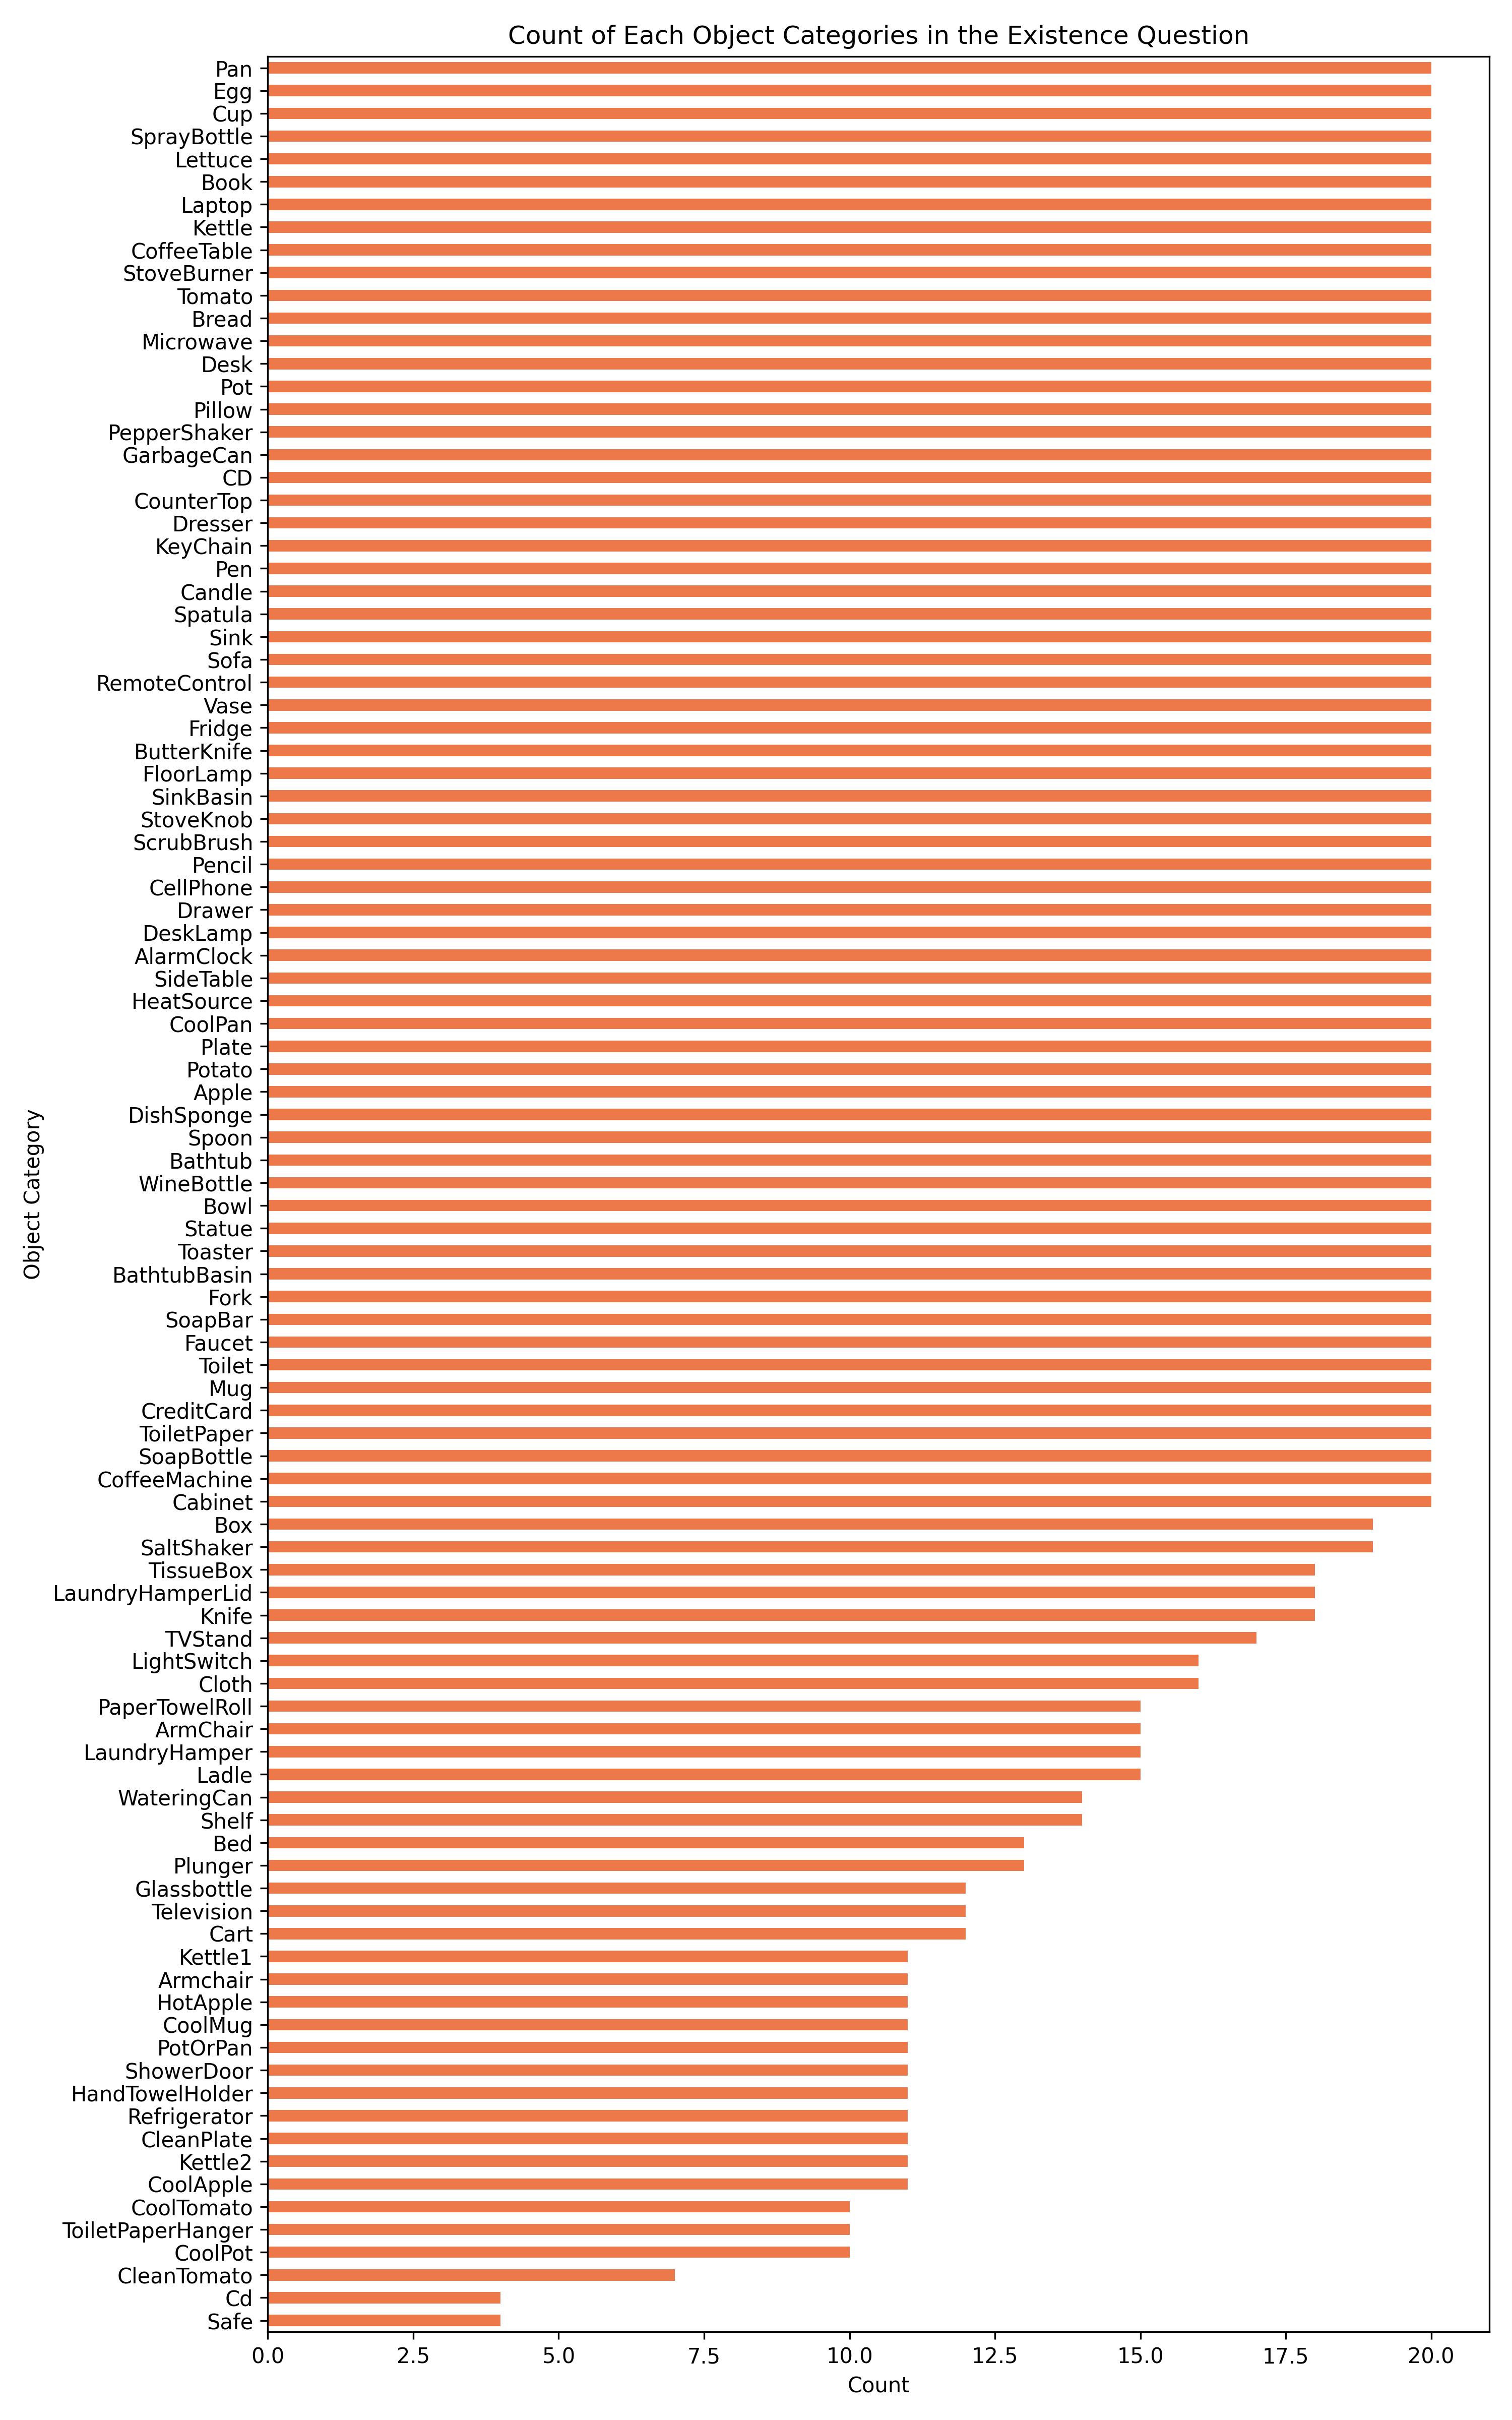 Count of Each Object Categories in the Existence Question
Pan
Egg
Cup
SprayBottle
Lettuce
Book
Laptop
Kettle
CoffeeTable
StoveBurner
Tomato
Bread
Microwave
Desk
Pot
Pillow
PepperShaker
GarbageCan
CD
CounterTop
Dresser
KeyChain
Pen
Candle
Spatula
Sink
Sofa
RemoteControl
Vase
Fridge
ButterKnife
FloorLamp
SinkBasin
StoveKnob
ScrubBrush
Pencil
CellPhone
Drawer
DeskLamp
AlarmClock
SideTable
HeatSource
CoolPan
Plate
Potato
Apple
DishSponge
Spoon
Bathtub
WineBottle
Bowl
Statue
Toaster
BathtubBasin
Fork
SoapBar
Faucet
Toilet
Mug
CreditCard
ToiletPaper
SoapBottle
CoffeeMachine
Cabinet
Box
SaltShaker
TissueBox
LaundryHamperLid
Knife
TVStand
LightSwitch
Cloth
PaperTowelRoll
ArmChair
LaundryHamper
Ladle
WateringCan
Shelf
Bed
Plunger
Glassbottle
Television
Cart
Kettle1
Armchair
HotApple
CoolMug
PotOrPan
ShowerDoor
HandTowelHolder
Refrigerator
CleanPlate
Kettle2
CoolApple
CoolTomato
ToiletPaperHanger
CoolPot
CleanTomato
Cd
Safe
Object Category
0.0 2.5 5.0 7.5 10.0 12.5 15.0 17.5 20.0
Count